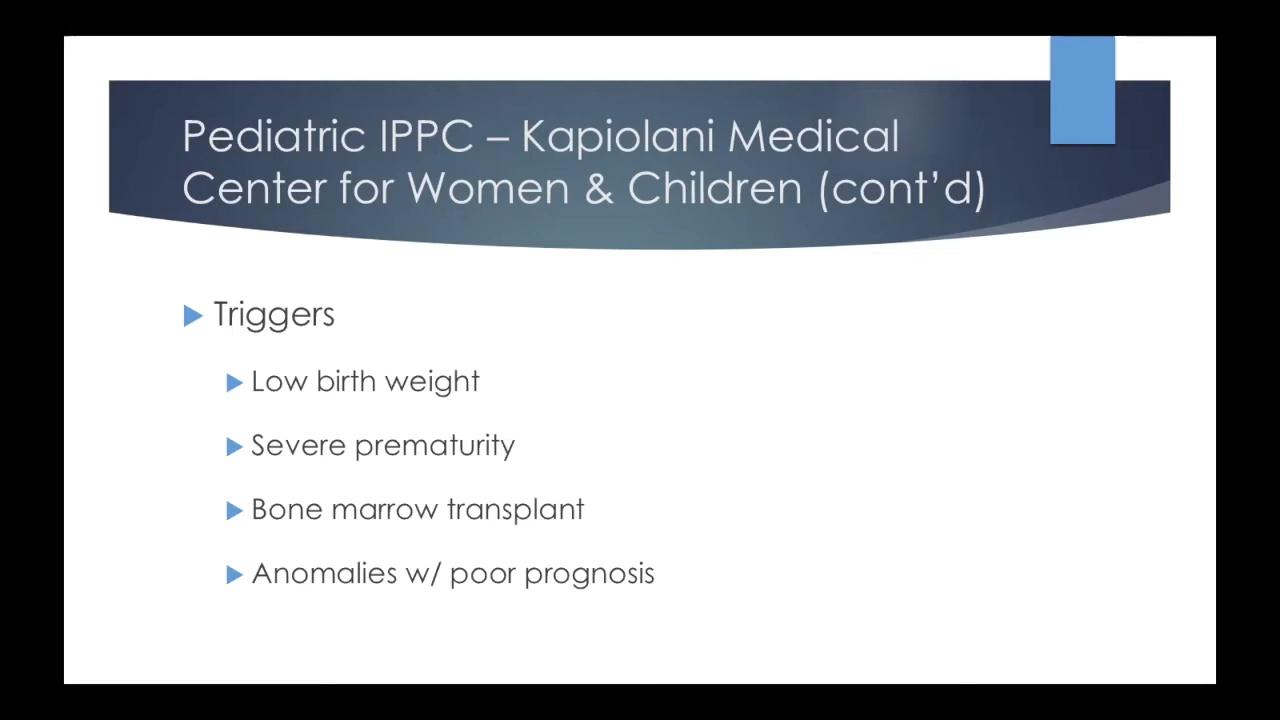 Pediatric IPPC – Kapiolani Medical
Center for Women & Children (cont’d)
Triggers
Low birth weight
Severe prematurity
Bone marrow transplant
Anomalies w/ poor prognosis